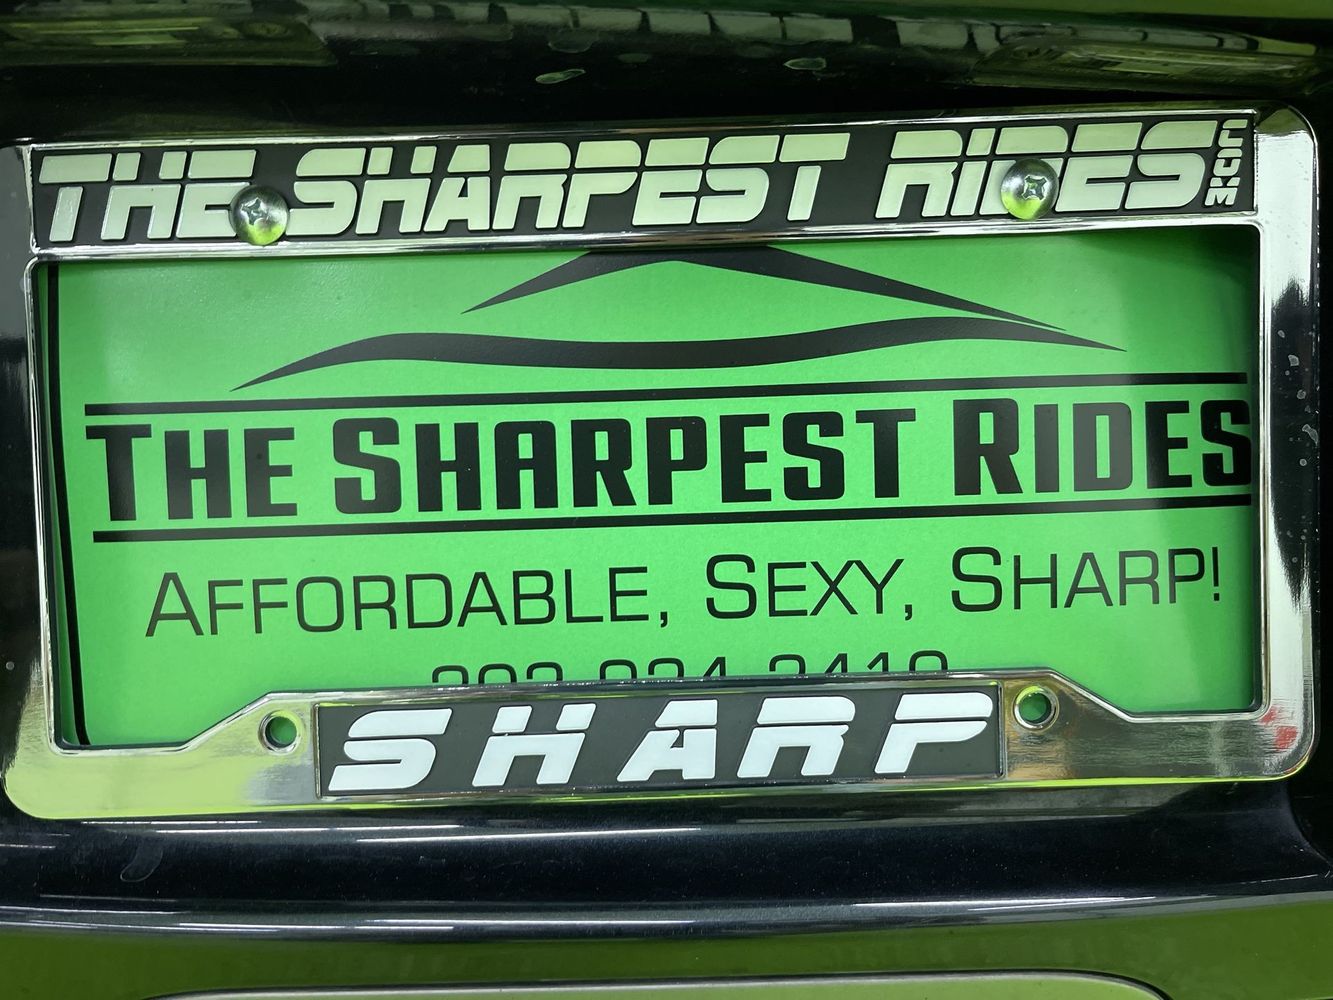 THE SHARPEST RIDES.COM
THE SHARPEST RIDES
AFFORDABLE, SEXY, SHARP!
SHARP